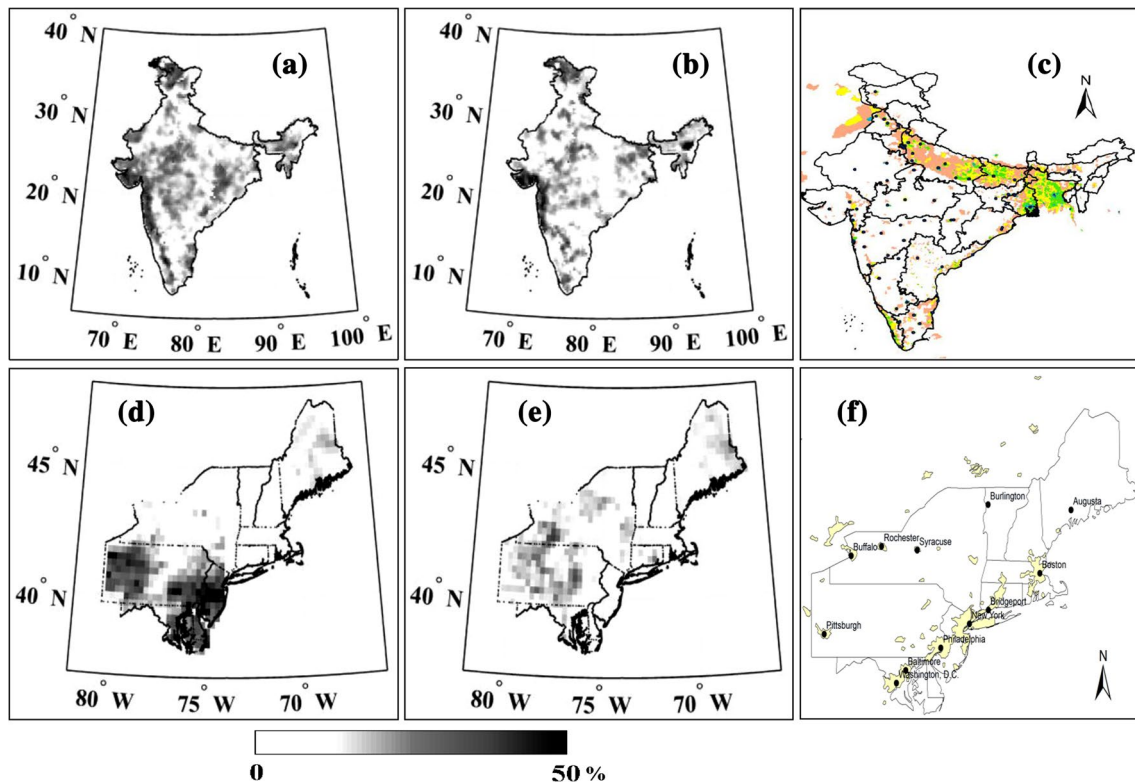 (a)
40° N
30° N
20° N
10° N
70° E
80° E
90° E
100° E
(b)
40° N
30° N
20° N
10° N
70° E
80° E
90° E
100° E
(c)
N
(d)
45° N
40° N
80° W
75° W
70° W
(e)
45° N
40° N
80° W
75° W
70° W
(f)
Burlington
Augusta
Rochester
Buffalo
Syracuse
Boston
Bridgeport
New York
Pittsburgh
Philadelphia
Baltimore
Washington, D.C.
N
0
50 %